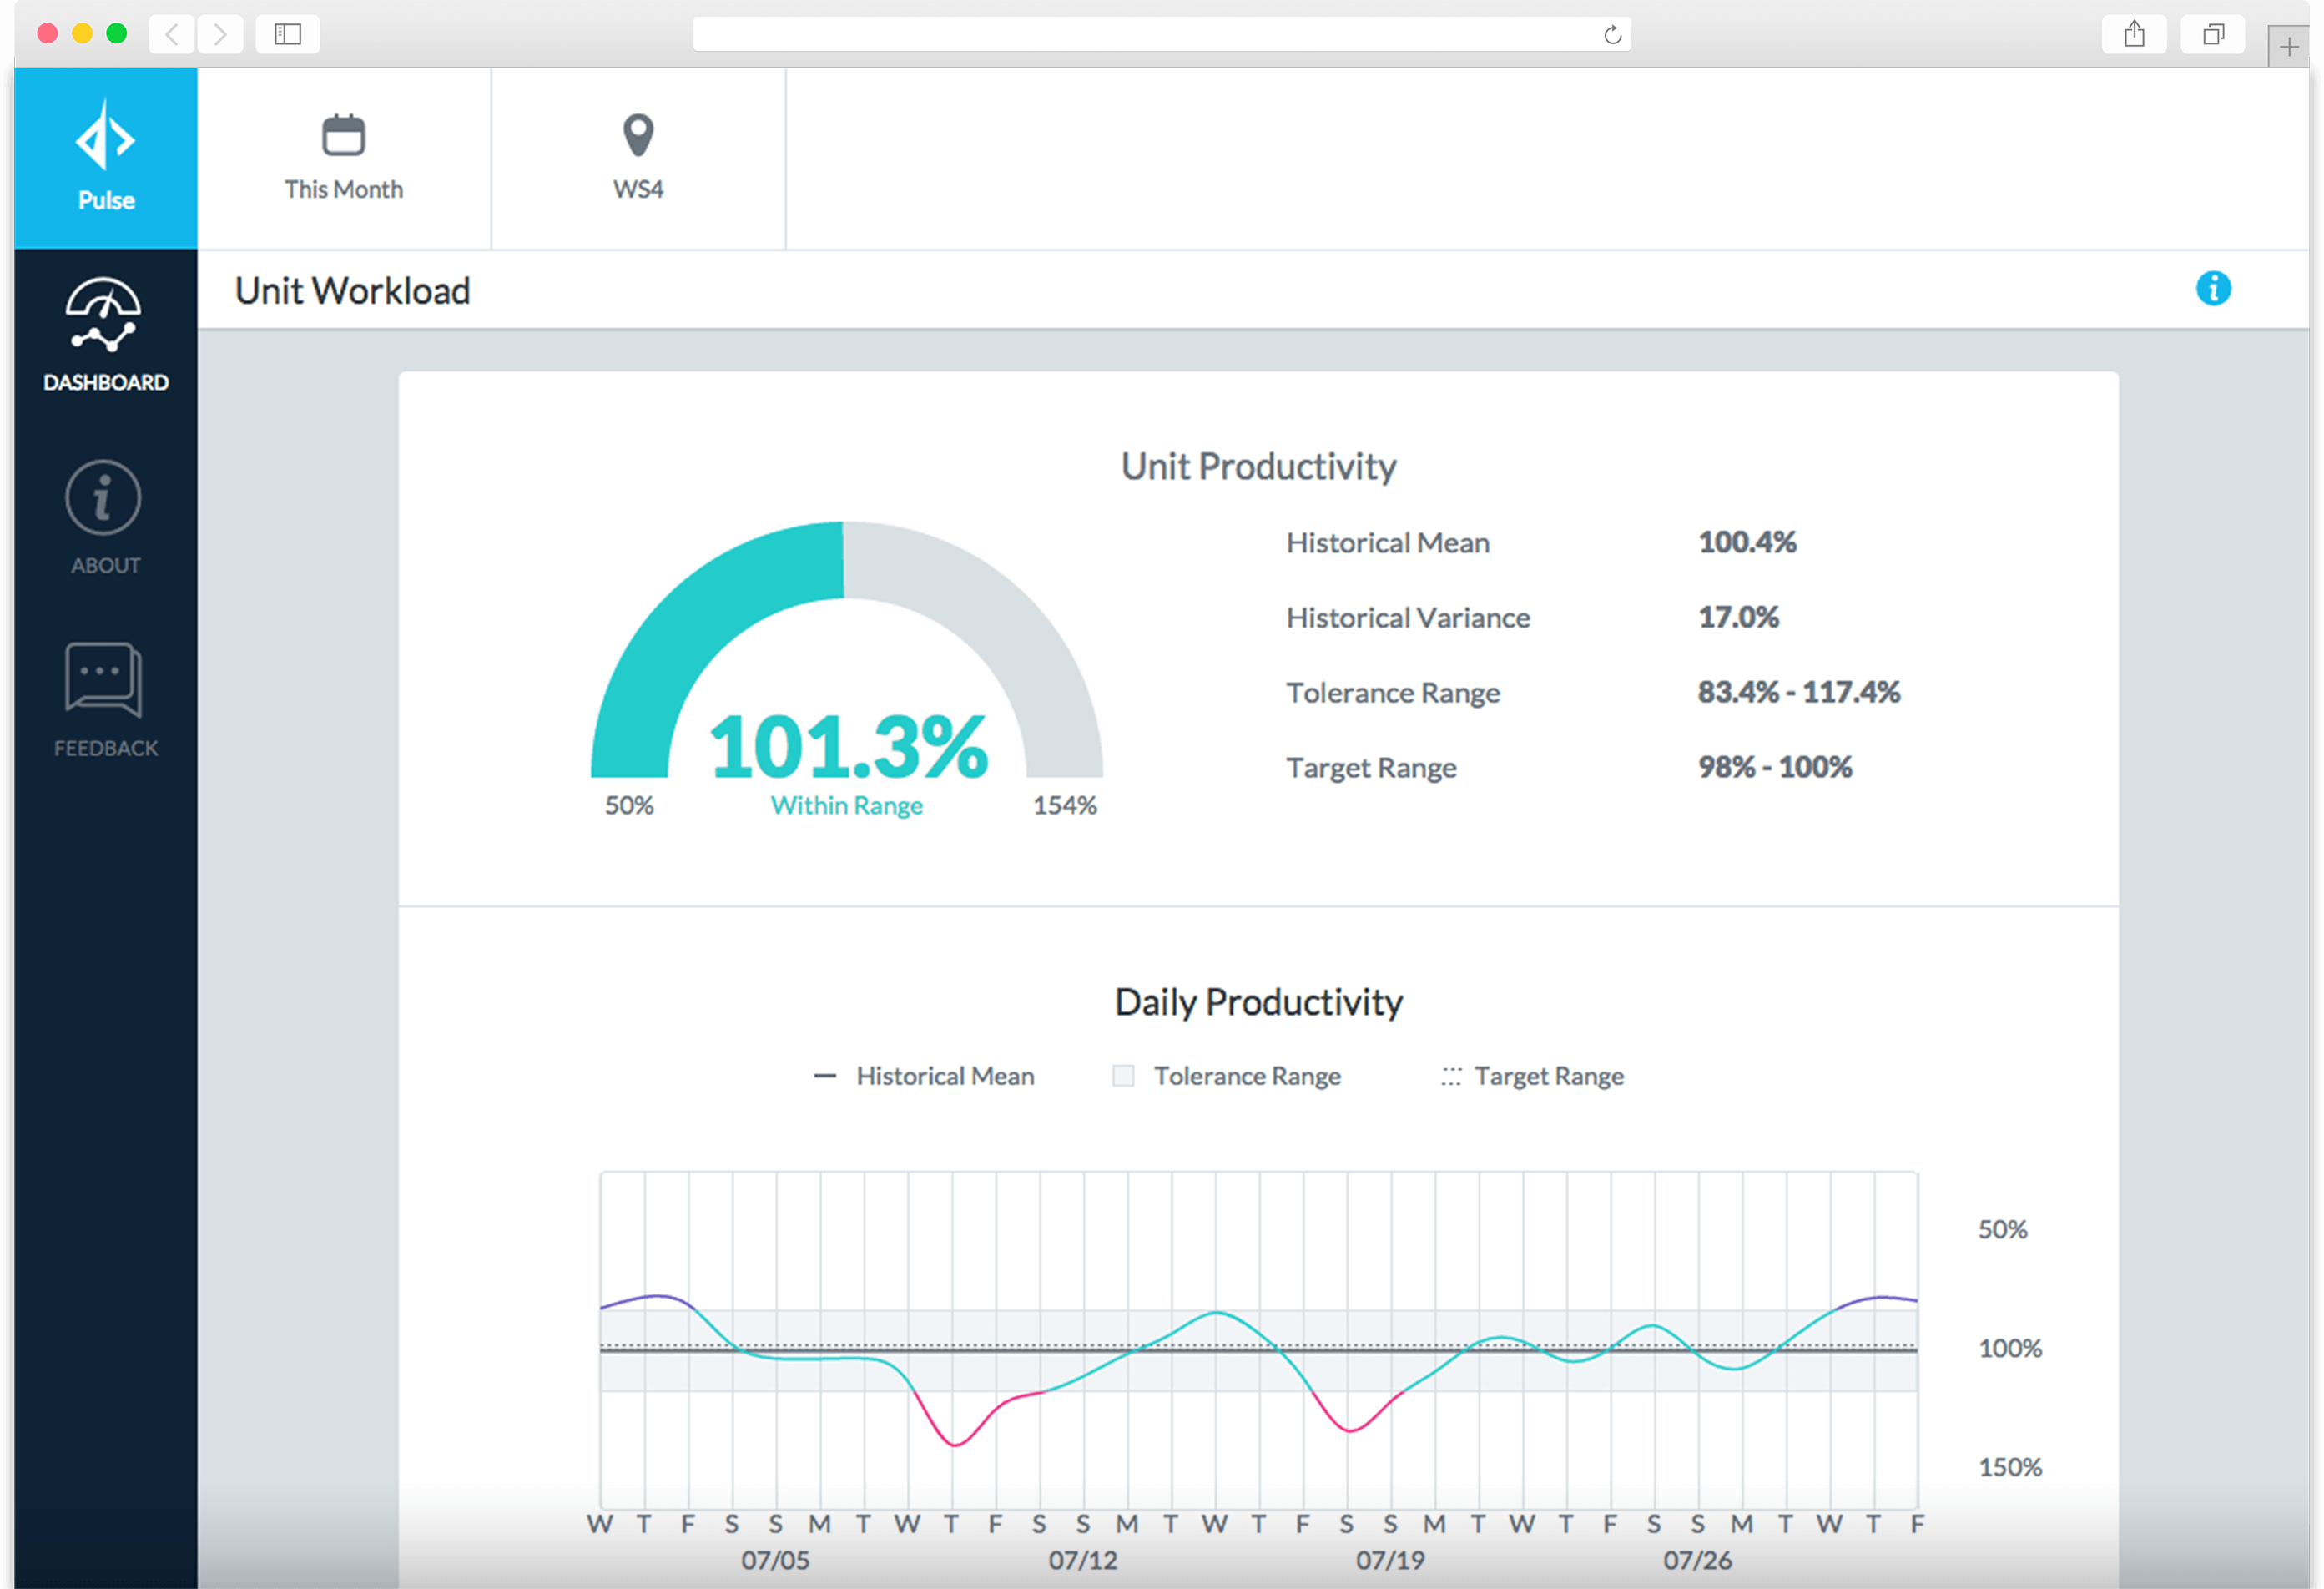 Pulse
This Month
WS4
Unit Workload
DASHBOARD
ABOUT
FEEDBACK
Unit Productivity
101.3%
Within Range
50%
154%
Historical Mean 100.4%
Historical Variance 17.0%
Tolerance Range 83.4% - 117.4%
Target Range 98% - 100%
Daily Productivity
Historical Mean Tolerance Range Target Range
50%
100%
150%
W T F S S M T W T F S S M T W T F S S M T W T F S S M T W T F
07/05 07/12 07/19 07/26